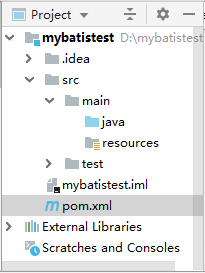 Project
mybatistest D:\mybatistest
.idea
src
main
java
resources
test
mybatistest.iml
pom.xml
External Libraries
Scratches and Consoles